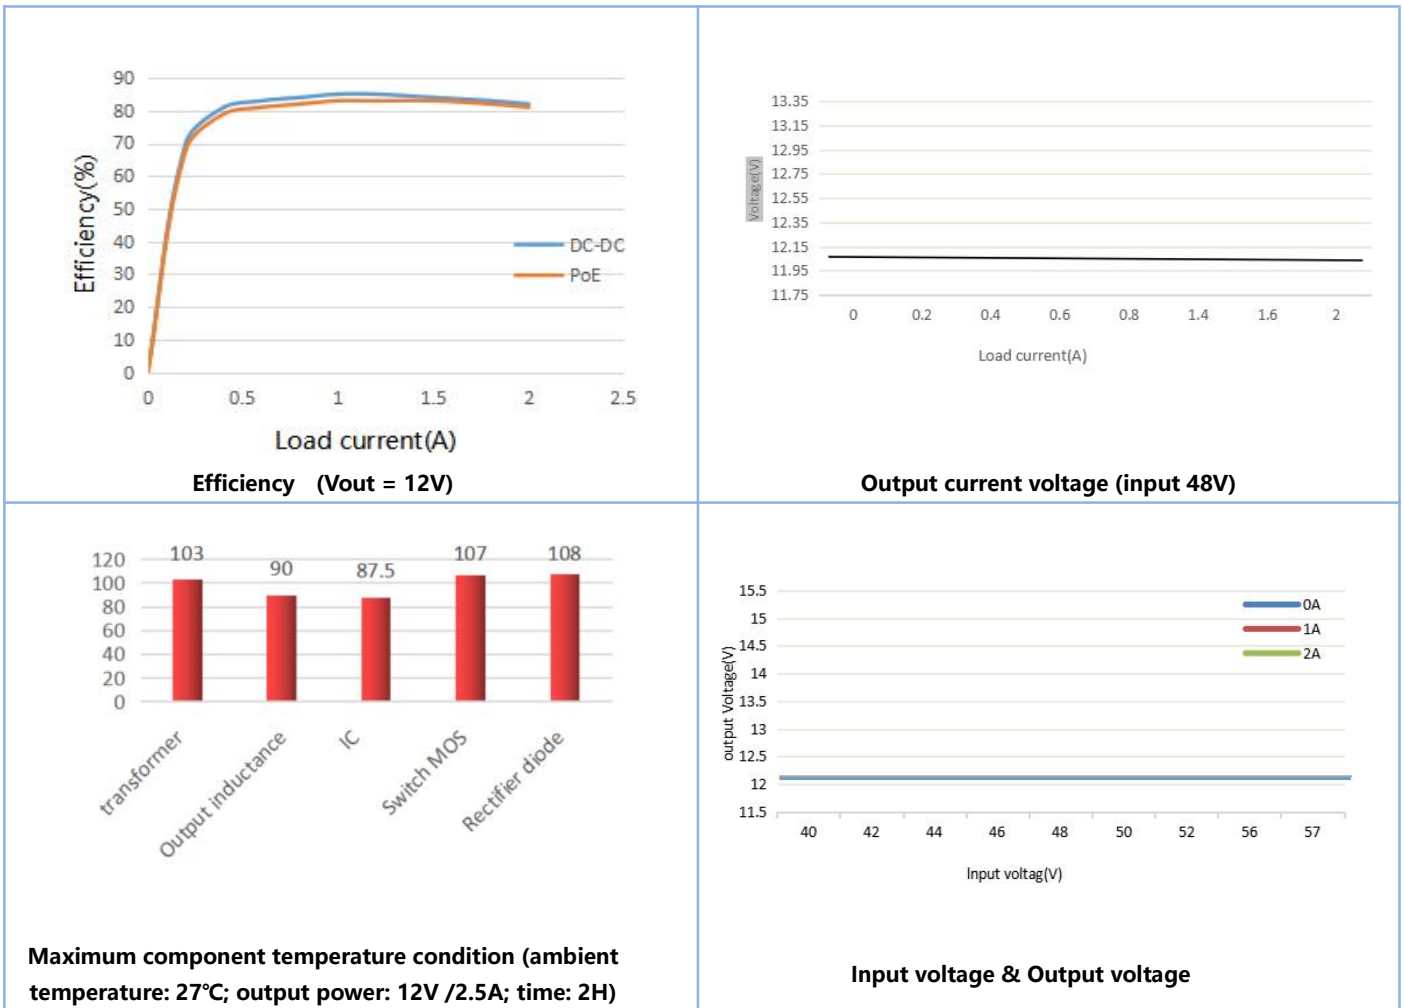 90
80
70
60
50
40
30
20
10
0
Efficiency(%)
DC-DC
PoE
0 0.5 1 1.5 2 2.5
Load current(A)
Efficiency (Vout = 12V)
13.35
13.15
12.95
12.75
12.55
12.35
12.15
11.95
11.75
Voltage(V)
0 0.2 0.4 0.6 0.8 1.4 1.6 2
Load current(A)
Output current voltage (input 48V)
120
100
80
60
40
20
0
103 90 87.5 107 108
transformer
Output inductance
IC
Switch MOS
Rectifier diode
Maximum component temperature condition (ambient
temperature: 27℃; output power: 12V /2.5A; time: 2H)
15.5
15
14.5
14
13.5
13
12.5
12
11.5
output Voltage(V)
0A
1A
2A
40 42 44 46 48 50 52 56 57
Input voltag(V)
Input voltage & Output voltage